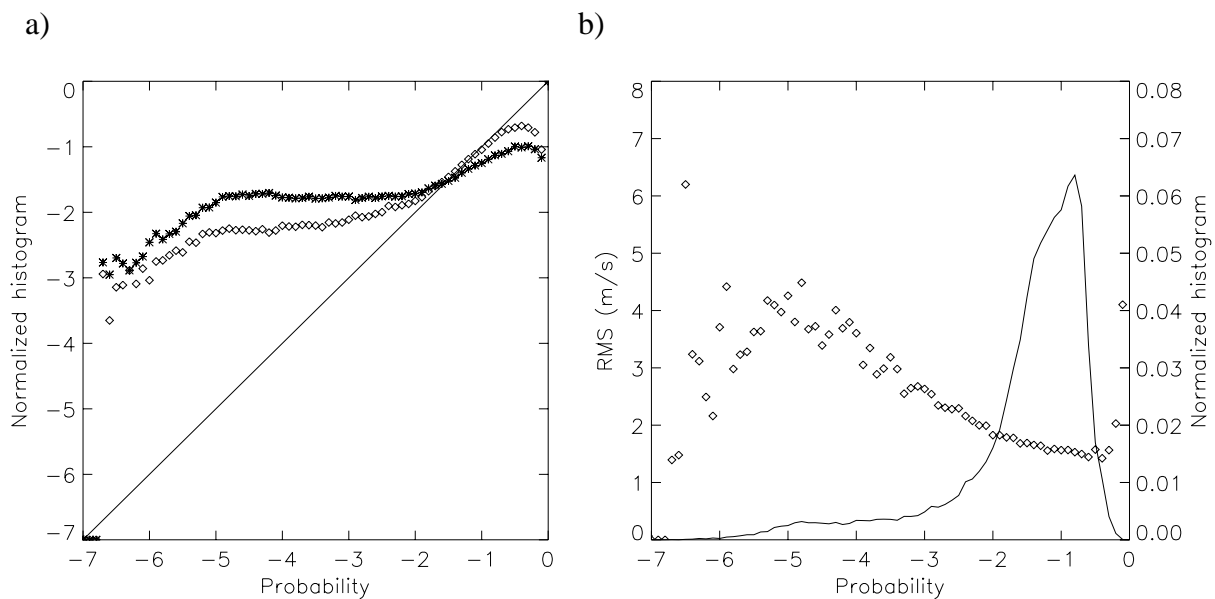 a)
0
−1
−2
−3
−4
−5
−6
−7
Normalized histogram
−7 −6 −5 −4 −3 −2 −1 0
Probability
b)
8
7
6
5
4
3
2
1
0
RMS (m/s)
0.08
0.07
0.06
0.05
0.04
0.03
0.02
0.01
0.00
Normalized histogram
−7 −6 −5 −4 −3 −2 −1 0
Probability